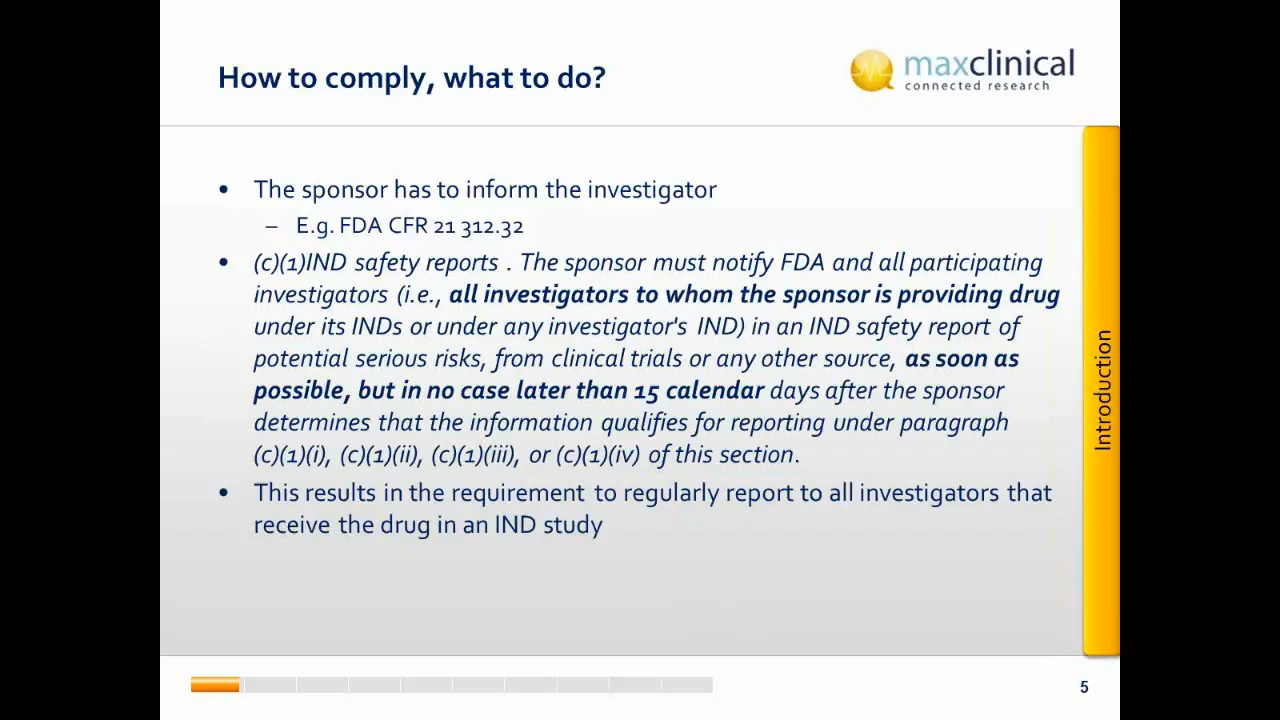 How to comply, what to do?
maxclinical
connected research
• The sponsor has to inform the investigator
– E.g. FDA CFR 21 312.32
• (c)(1)IND safety reports . The sponsor must notify FDA and all participating
investigators (i.e., all investigators to whom the sponsor is providing drug
under its INDs or under any investigator's IND) in an IND safety report of
potential serious risks, from clinical trials or any other source, as soon as
possible, but in no case later than 15 calendar days after the sponsor
determines that the information qualifies for reporting under paragraph
(c)(1)(i), (c)(1)(ii), (c)(1)(iii), or (c)(1)(iv) of this section.
• This results in the requirement to regularly report to all investigators that
receive the drug in an IND study
Introduction
5